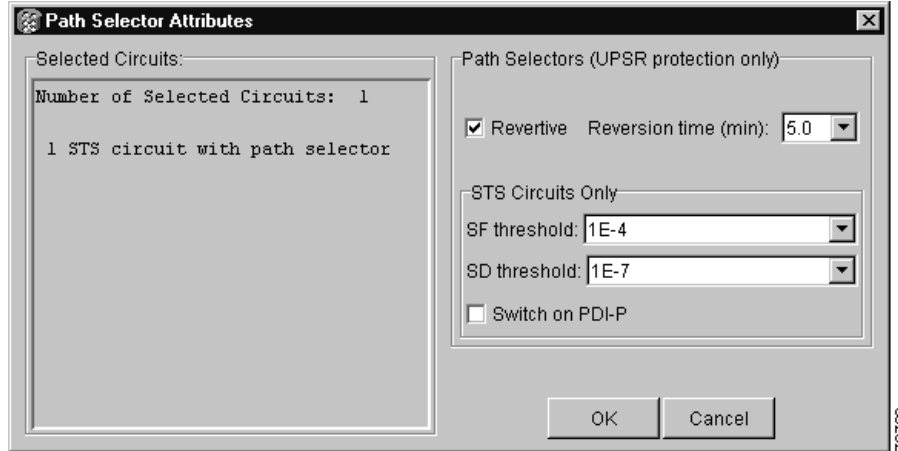 Path Selector Attributes
Selected Circuits:
Number of Selected Circuits: 1
1 STS circuit with path selector
Path Selectors (UPSR protection only)
Revertive Reversion time (min): 5.0
STS Circuits Only
SF threshold: 1E-4
SD threshold: 1E-7
Switch on PDI-P
OK Cancel